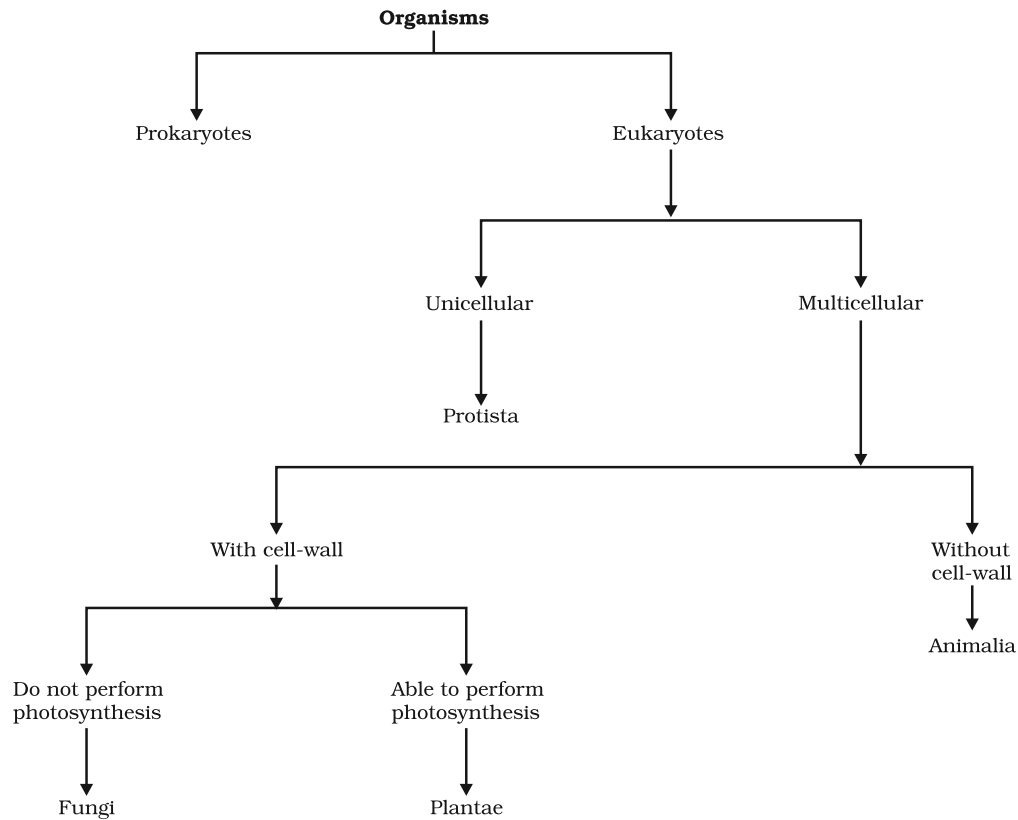 Organisms
Prokaryotes
Eukaryotes
Unicellular
Multicellular
Protista
With cell-wall
Without
cell-wall
Animalia
Do not perform
photosynthesis
Able to perform
photosynthesis
Fungi
Plantae